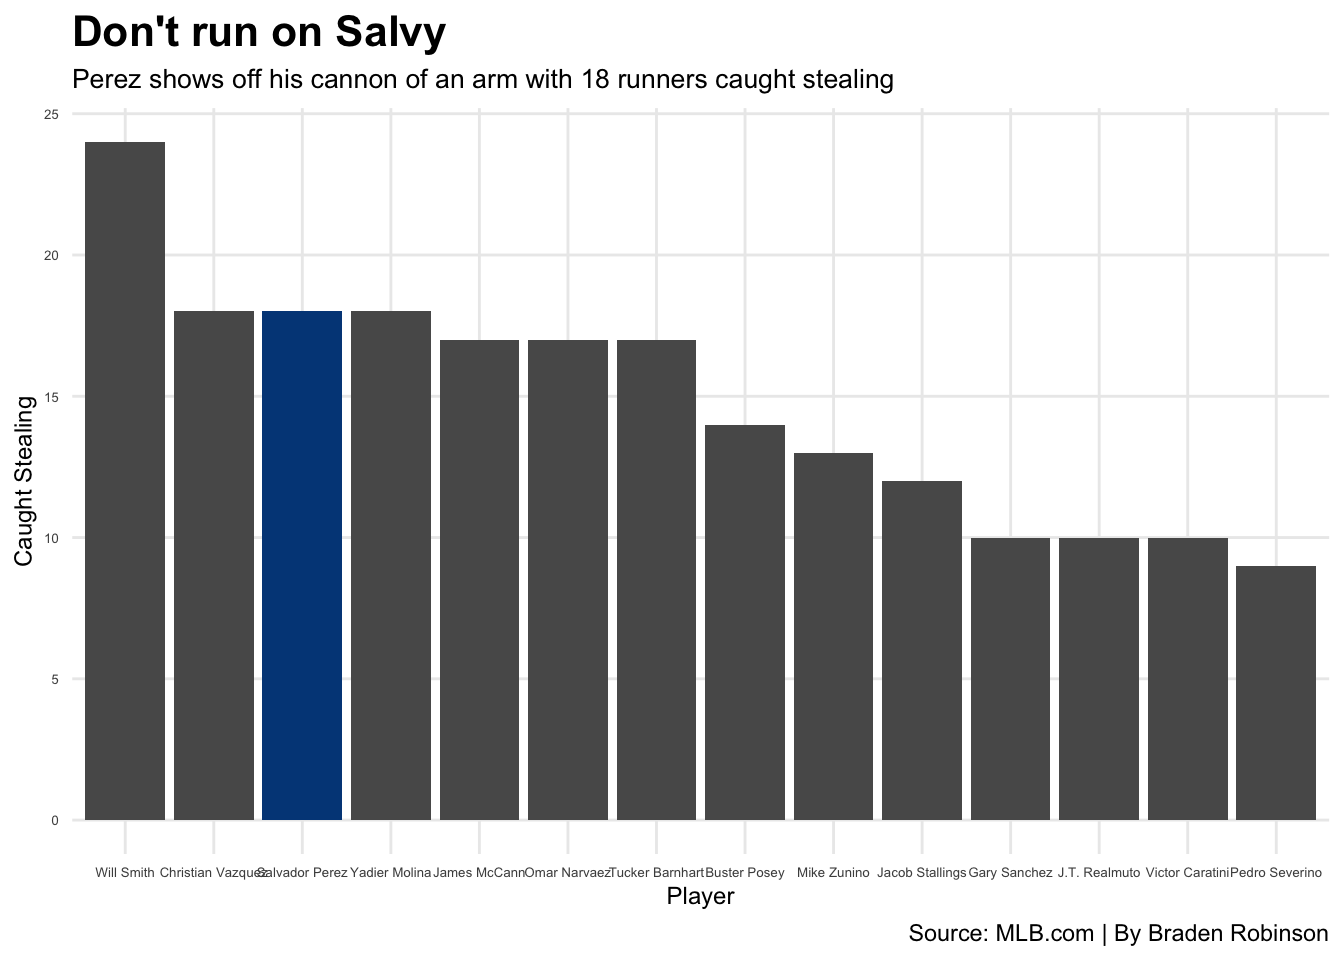 Don't run on Salvy
Perez shows off his cannon of an arm with 18 runners caught stealing
25
20
15
10
5
0
Caught Stealing
Will Smith Christian Vazquez Salvador Perez Yadier Molina James McCann Omar Narvaez Tucker Barnhart Buster Posey Mike Zunino Jacob Stallings Gary Sanchez J.T. Realmuto Victor Caratini Pedro Severino
Player
Source: MLB.com | By Braden Robinson